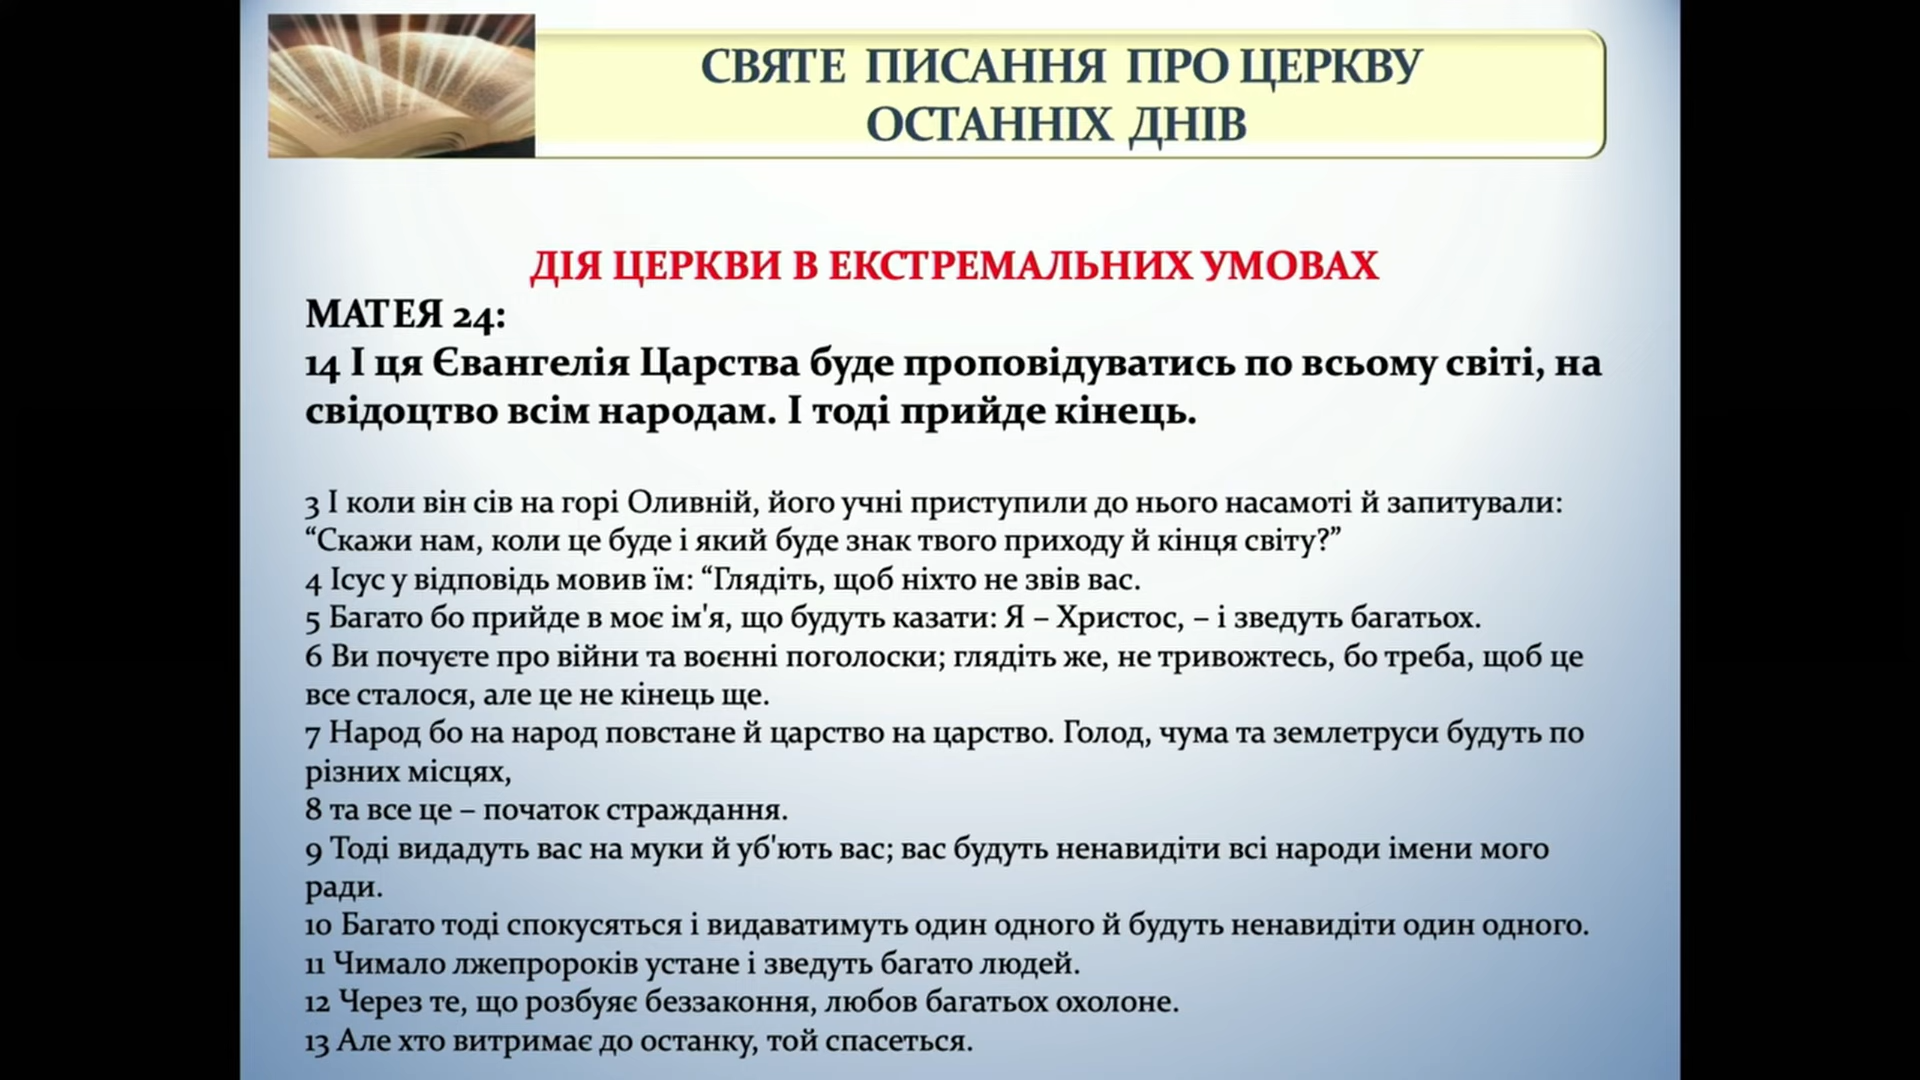 СВЯТЕ ПИСАННЯ ПРО ЦЕРКВУ
ОСТАННІХ ДНІВ
ДІЯ ЦЕРКВИ В ЕКСТРЕМАЛЬНИХ УМОВАХ
МАТЕЯ 24:
14 І ця Євангелія Царства буде проповідуватись по всьому світі, на
свідоцтво всім народам. І тоді прийде кінець.
3 І коли він сів на горі Оливній, його учні приступили до нього насамоті й запитували:
“Скажи нам, коли це буде і який буде знак твого приходу й кінця світу?”
4 Ісус у відповідь мовив їм: “Глядіть, щоб ніхто не звів вас.
5 Багато бо прийде в моє ім'я, що будуть казати: Я – Христос, – і зведуть багатьох.
6 Ви почуєте про війни та воєнні поголоски; глядіть же, не тривожтесь, бо треба, щоб це
все сталося, але це не кінець ще.
7 Народ бо на народ повстане й царство на царство. Голод, чума та землетруси будуть по
різних місцях,
8 та все це – початок страждання.
9 Тоді видадуть вас на муки й уб'ють вас; вас будуть ненавидіти всі народи імени мого
ради.
10 Багато тоді спокусяться і видаватимуть один одного й будуть ненавидіти один одного.
11 Чимало лжепророків устане і зведуть багато людей.
12 Через те, що розбуяє беззаконня, любов багатьох охолоне.
13 Але хто витримає до останку, той спасеться.